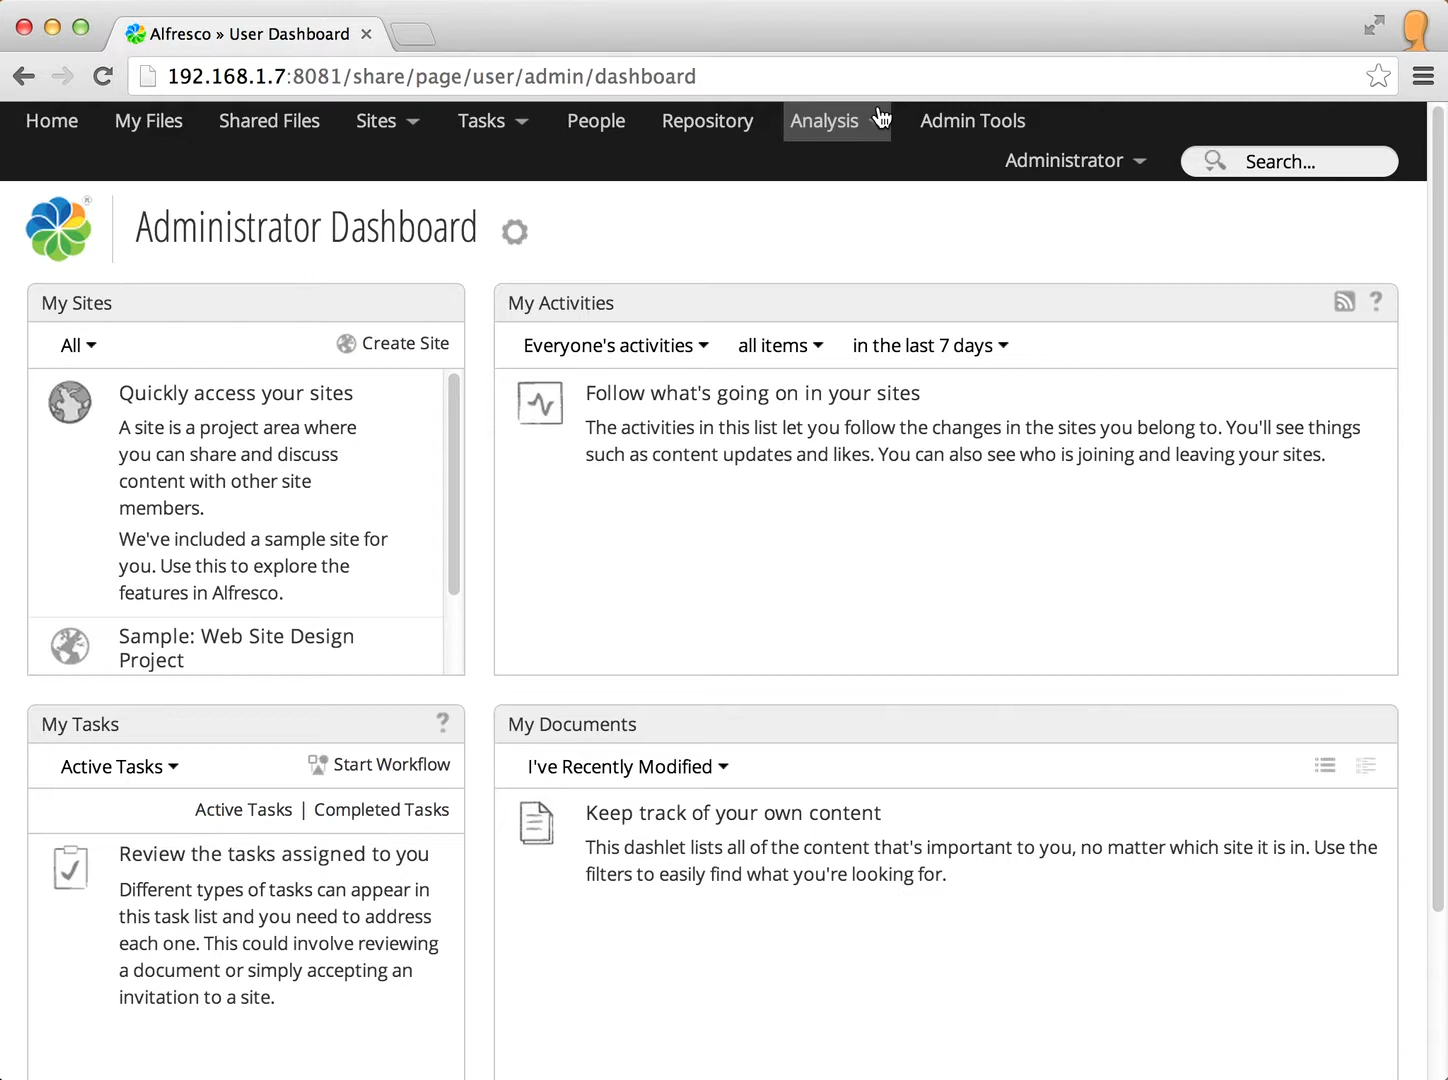 Alfresco » User Dashboard
192.168.1.7:8081/share/page/user/admin/dashboard
Home My Files Shared Files Sites Tasks People Repository Analysis Admin Tools
Administrator Search...
Administrator Dashboard
My Sites
All Create Site
Quickly access your sites
A site is a project area where
you can share and discuss
content with other site
members.
We've included a sample site for
you. Use this to explore the
features in Alfresco.
Sample: Web Site Design
Project
My Activities
?
Everyone's activities all items in the last 7 days
Follow what's going on in your sites
The activities in this list let you follow the changes in the sites you belong to. You'll see things
such as content updates and likes. You can also see who is joining and leaving your sites.
My Tasks ?
Active Tasks Start Workflow
Active Tasks | Completed Tasks
Review the tasks assigned to you
Different types of tasks can appear in
this task list and you need to address
each one. This could involve reviewing
a document or simply accepting an
invitation to a site.
My Documents
I've Recently Modified
Keep track of your own content
This dashlet lists all of the content that's important to you, no matter which site it is in. Use the
filters to easily find what you're looking for.